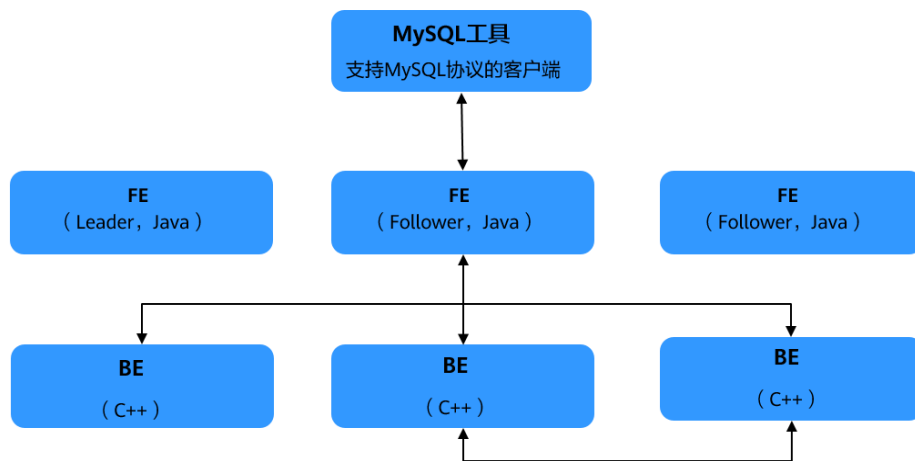 MySQL工具
支持MySQL协议的客户端
FE
（Leader，Java）
FE
（Follower，Java）
FE
（Follower，Java）
BE
（C++）
BE
（C++）
BE
（C++）